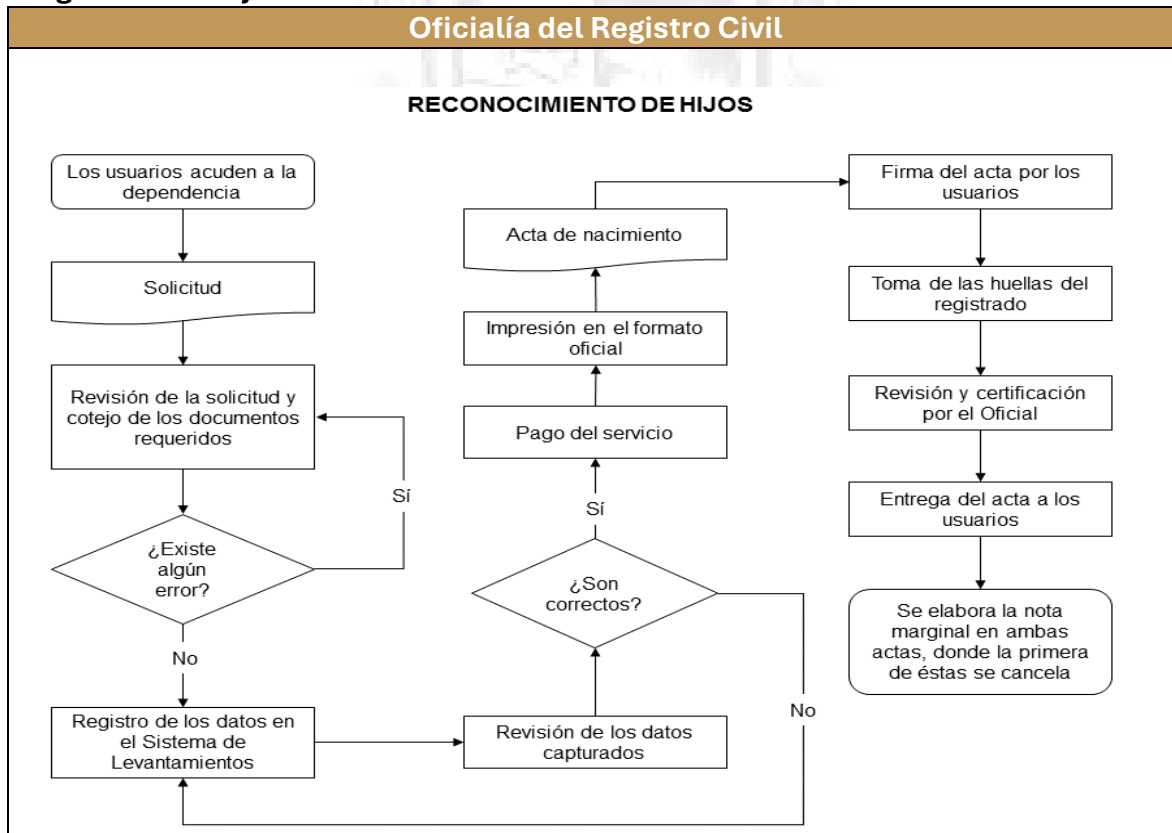 Oficialía del Registro Civil
RECONOCIMIENTO DE HIJOS
Los usuarios acuden a la
dependencia
Solicitud
Revisión de la solicitud y
cotejo de los documentos
requeridos
Sí
¿Existe
algún
error?
No
Registro de los datos en
el Sistema de
Levantamientos
Revisión de los datos
capturados
¿Son
correctos?
No
Sí
Pago del servicio
Impresión en el formato
oficial
Acta de nacimiento
Firma del acta por los
usuarios
Toma de las huellas del
registrado
Revisión y certificación
por el Oficial
Entrega del acta a los
usuarios
Se elabora la nota
marginal en ambas
actas, donde la primera
de éstas se cancela